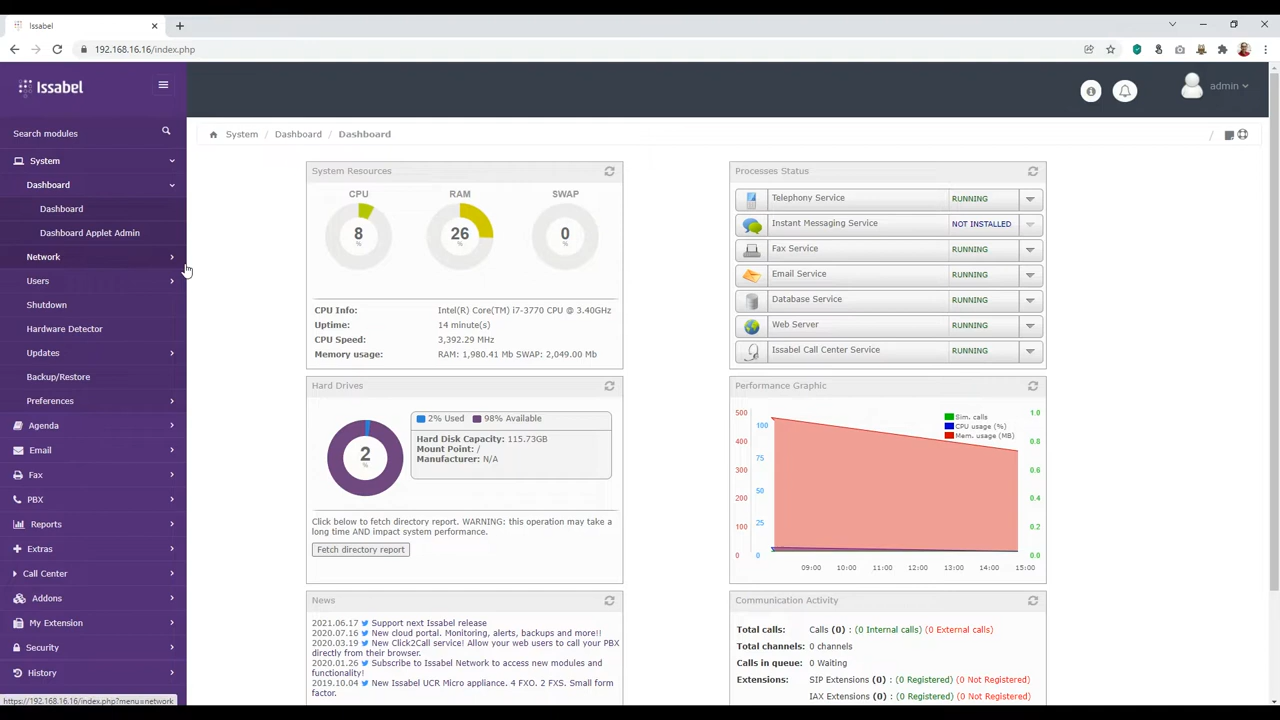 Issabel
192.168.16.16/index.php
Issabel
admin
Search modules
System
Dashboard
Dashboard
Dashboard Applet Admin
Network
Users
Shutdown
Hardware Detector
Updates
Backup/Restore
Preferences
Agenda
Email
Fax
PBX
Reports
Extras
Call Center
Addons
My Extension
Security
History
https://192.168.16.16/index.php?menu=network
System / Dashboard / Dashboard /
System Resources
CPU RAM SWAP
8 % 26 % 0 %
CPU Info: Intel(R) Core(TM) i7-3770 CPU @ 3.40GHz
Uptime: 14 minute(s)
CPU Speed: 3,392.29 MHz
Memory usage: RAM: 1,980.41 Mb SWAP: 2,049.00 Mb
Processes Status
Telephony Service RUNNING
Instant Messaging Service NOT INSTALLED
Fax Service RUNNING
Email Service RUNNING
Database Service RUNNING
Web Server RUNNING
Issabel Call Center Service RUNNING
Hard Drives
2% Used 98% Available
Hard Disk Capacity: 115.73GB
Mount Point: /
Manufacturer: N/A
2 %
Click below to fetch directory report. WARNING: this operation may take a
long time AND impact system performance.
Fetch directory report
Performance Graphic
Sim. calls
CPU usage (%)
Mem. usage (MB)
500 100 1.0
400 0.8
75
300 0.6
50
200 0.4
25
100 0.2
0 0 0.0
09:00 10:00 11:00 12:00 13:00 14:00 15:00
News
2021.06.17 Support next Issabel release
2020.07.16 New cloud portal. Monitoring, alerts, backups and more!!
2020.03.19 New Click2Call service! Allow your web users to call your PBX
directly from their browser.
2020.01.26 Subscribe to Issabel Network to access new modules and
functionality!
2019.10.04 New Issabel UCR Micro appliance. 4 FXO. 2 FXS. Small form
factor.
Communication Activity
Total calls: Calls (0) : (0 Internal calls) (0 External calls)
Total channels: 0 channels
Calls in queue: 0 Waiting
Extensions: SIP Extensions (0) : (0 Registered) (0 Not Registered)
IAX Extensions (0) : (0 Registered) (0 Not Registered)